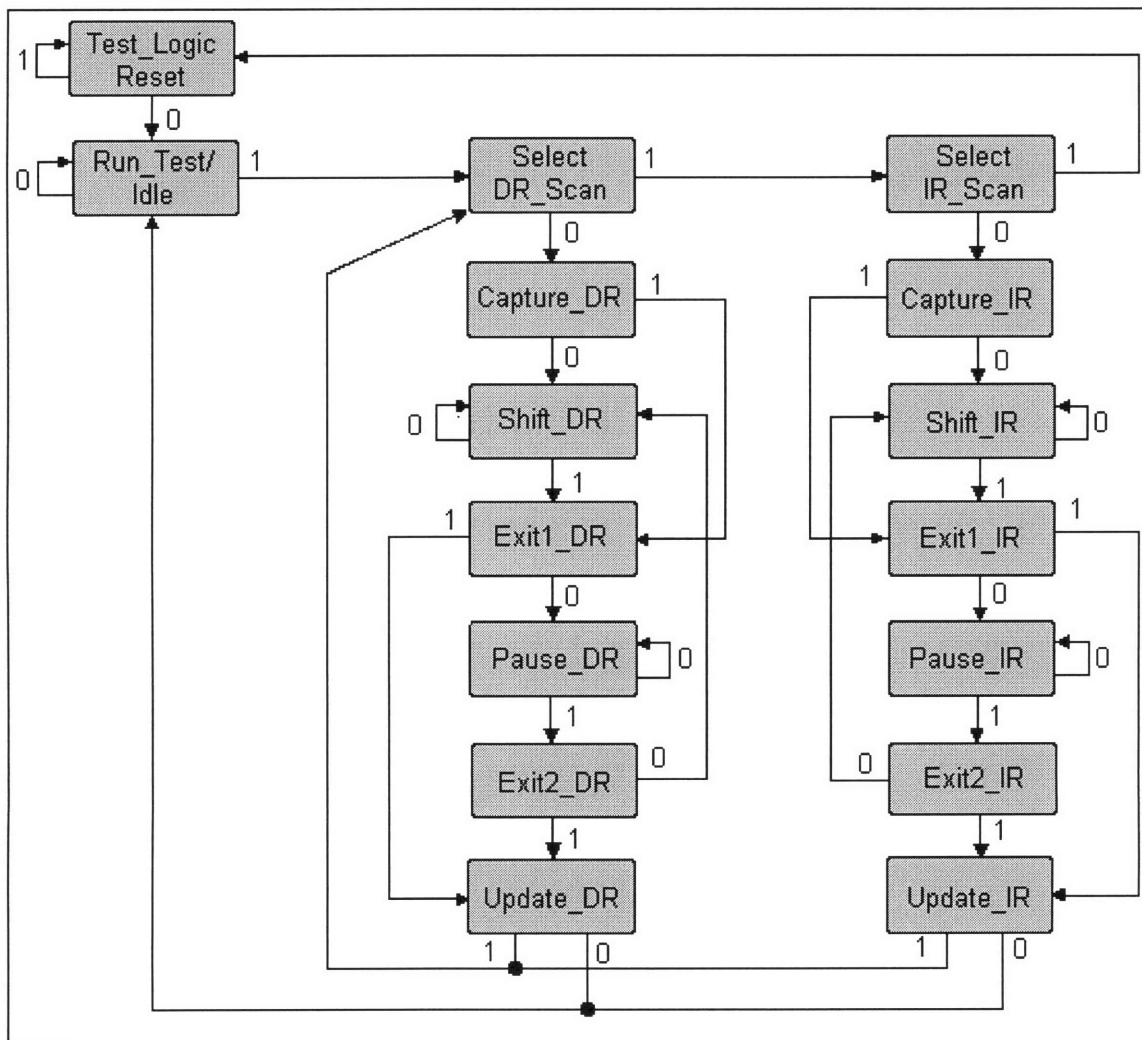 Test_Logic
Reset
1
0
Run_Test/
Idle
0
1
Select
DR_Scan
1
0
Select
IR_Scan
1
0
Capture_DR
1
0
1
Capture_IR
0
0
Shift_DR
1
Shift_IR
0
1
1
Exit1_DR
0
Exit1_IR
1
0
Pause_DR
0
1
Pause_IR
0
1
Exit2_DR
0
1
0
Exit2_IR
1
Update_DR
1
0
Update_IR
1
0